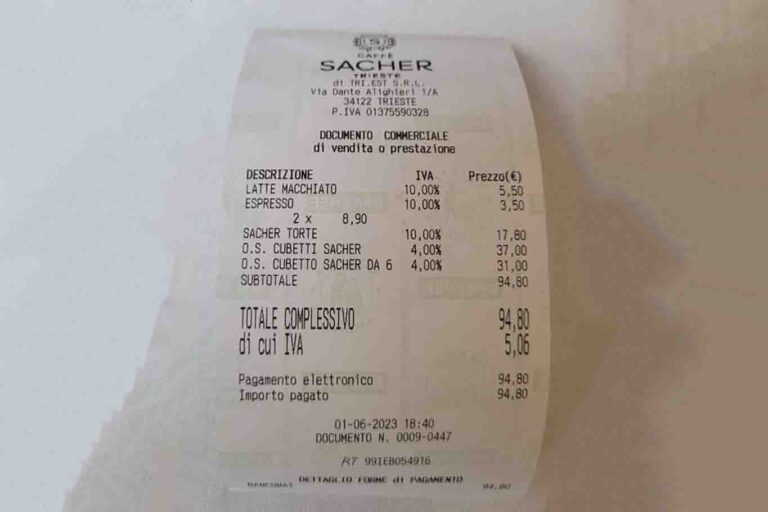 S
CAFFÈ
SACHER
TRIESTE
di TRI.EST S.R.L.
Via Dante Alighieri 1/A
34122 TRIESTE
P.IVA 01375590328
DOCUMENTO COMMERCIALE
di vendita o prestazione
DESCRIZIONE IVA Prezzo(€)
LATTE MACCHIATO 10,00% 5,50
ESPRESSO 10,00% 3,50
2 x 8,90
SACHER TORTE 10,00% 17,80
O.S. CUBETTI SACHER 4,00% 37,00
O.S. CUBETTO SACHER DA 6 4,00% 31,00
SUBTOTALE 94,80
TOTALE COMPLESSIVO 94,80
di cui IVA 5,06
Pagamento elettronico 94,80
Importo pagato 94,80
01-06-2023 18:40
DOCUMENTO N. 0009-0447
RT 99IEB054916
DETTAGLIO FORME di PAGAMENTO
BANCOMAT 94,80